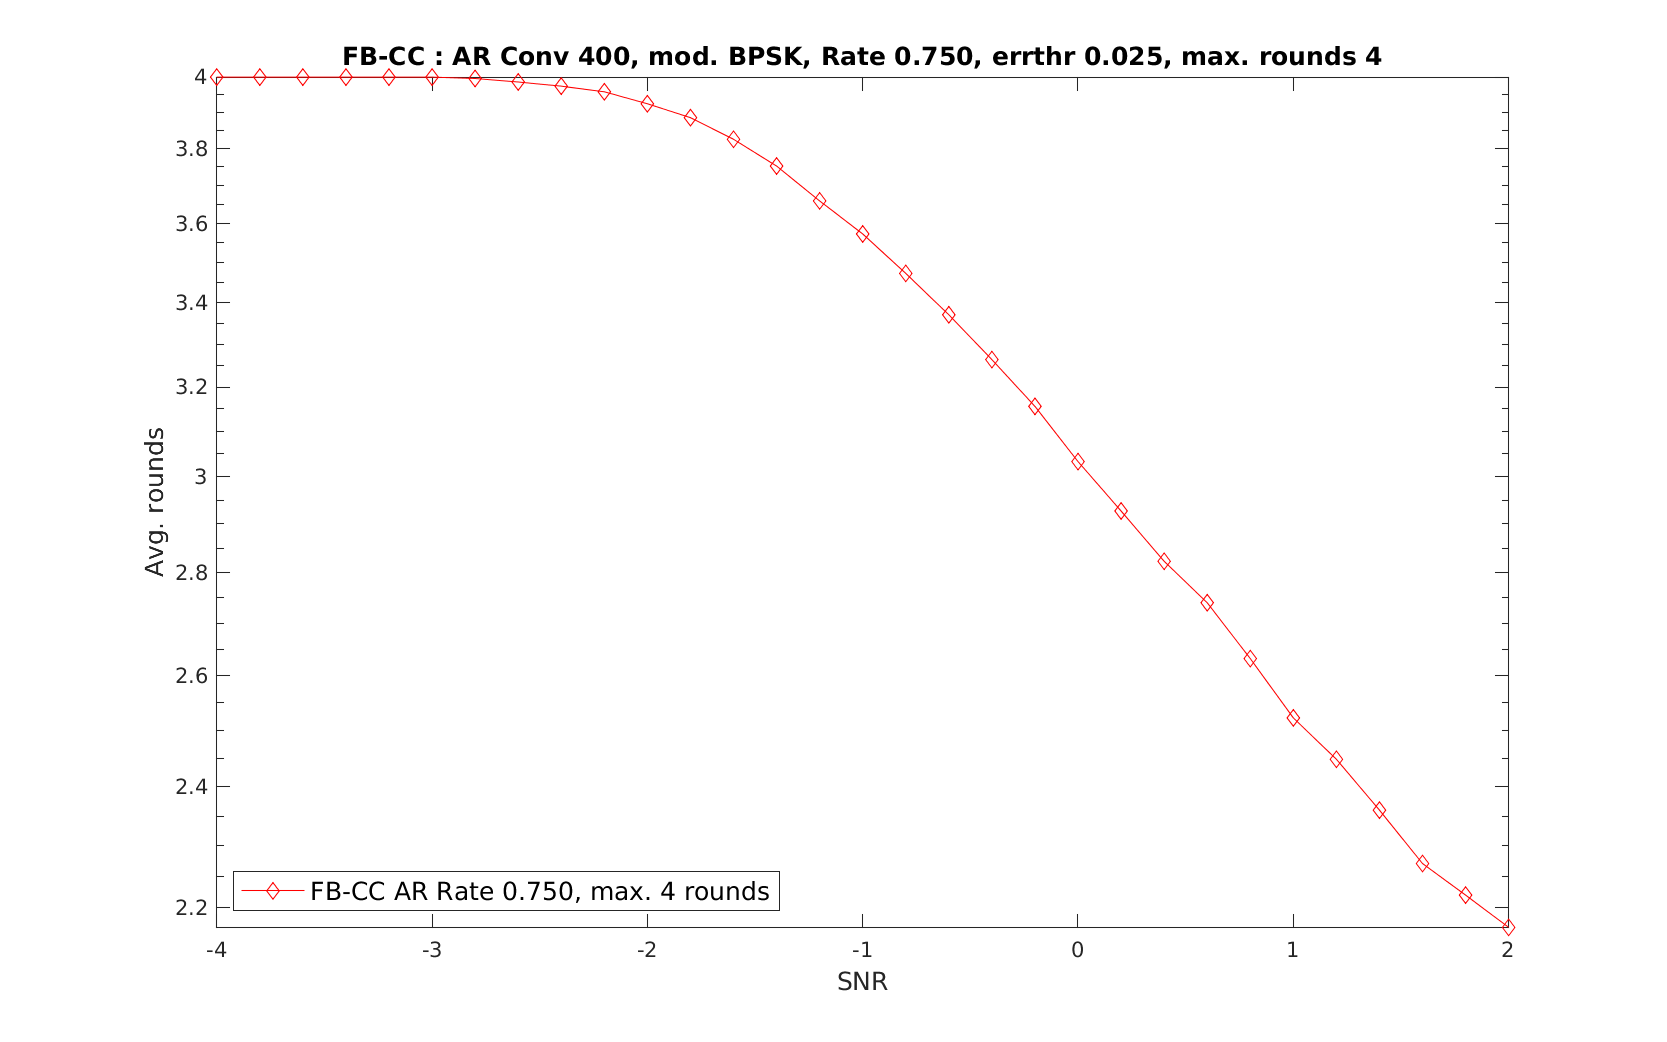 FB-CC : AR Conv 400, mod. BPSK, Rate 0.750, errthr 0.025, max. rounds 4
4
3.8
3.6
3.4
3.2
3
2.8
2.6
2.4
2.2
Avg. rounds
FB-CC AR Rate 0.750, max. 4 rounds
-4 -3 -2 -1 0 1 2
SNR